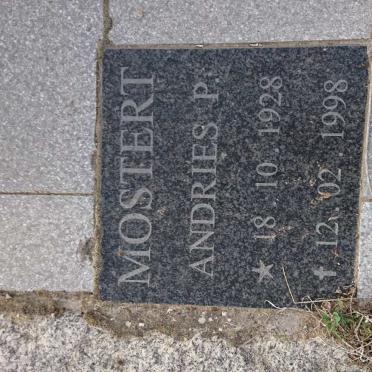 MOSTERT
ANDRIES P.
☆ 18.10.1928
✝ 12.02.1998